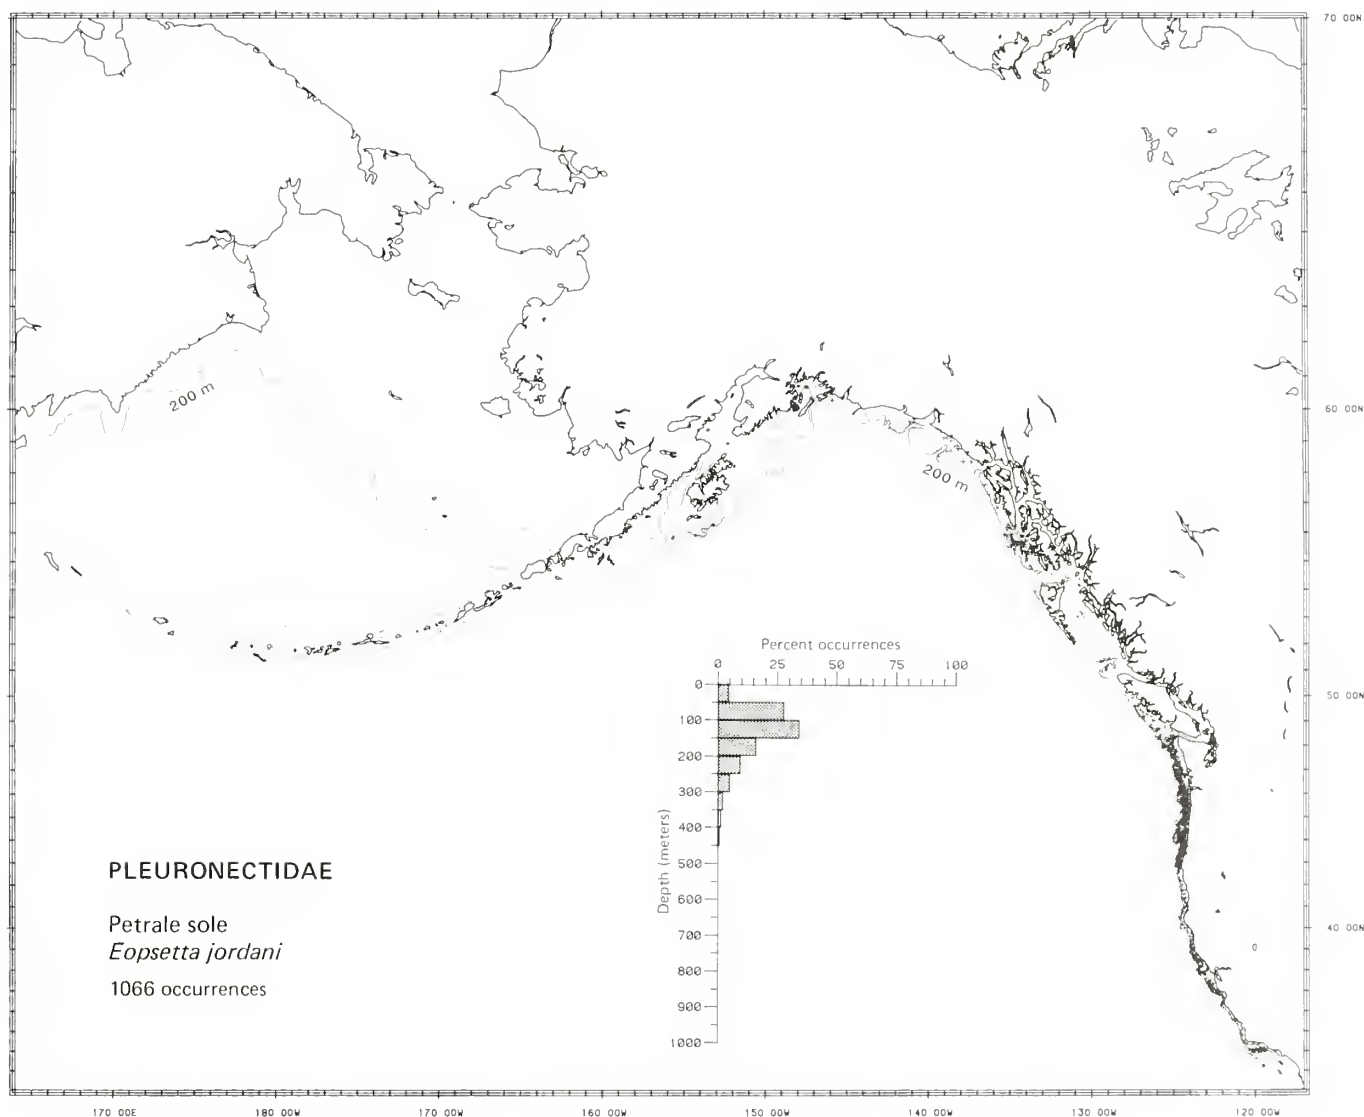 70 00N
200 m
60 00N
200 m
Percent occurrences
0 25 50 75 100
0
50 00N
100
200
300
400
Depth (meters)
500
PLEURONECTIDAE
600
Petrale sole
700
40 00N
Eopsetta jordani
800
1066 occurrences
900
1000
170 00E 180 00W 170 00W 160 00W 150 00W 140 00W 130 00W 120 00W